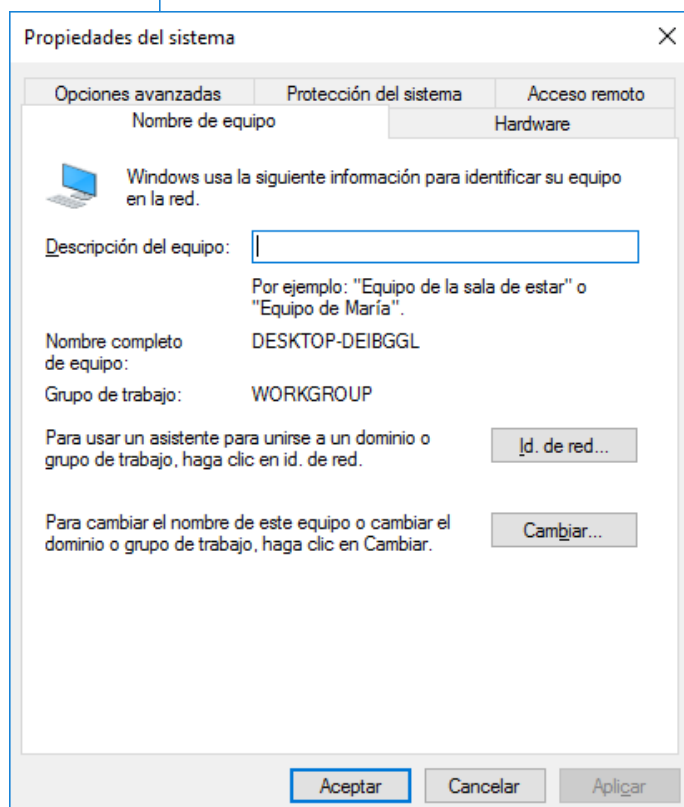 Propiedades del sistema
Opciones avanzadas
Protección del sistema
Acceso remoto
Nombre de equipo
Hardware
Windows usa la siguiente información para identificar su equipo
en la red.
Descripción del equipo:
Por ejemplo: "Equipo de la sala de estar" o
"Equipo de María".
Nombre completo
de equipo:
DESKTOP-DEIBGGL
Grupo de trabajo:
WORKGROUP
Para usar un asistente para unirse a un dominio o
grupo de trabajo, haga clic en id. de red.
Id. de red...
Para cambiar el nombre de este equipo o cambiar el
dominio o grupo de trabajo, haga clic en Cambiar.
Cambiar...
Aceptar
Cancelar
Aplicar